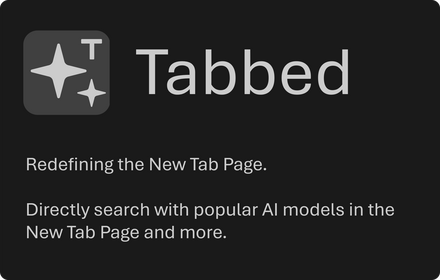 T
Tabbed
Redefining the New Tab Page.
Directly search with popular AI models in the
New Tab Page and more.